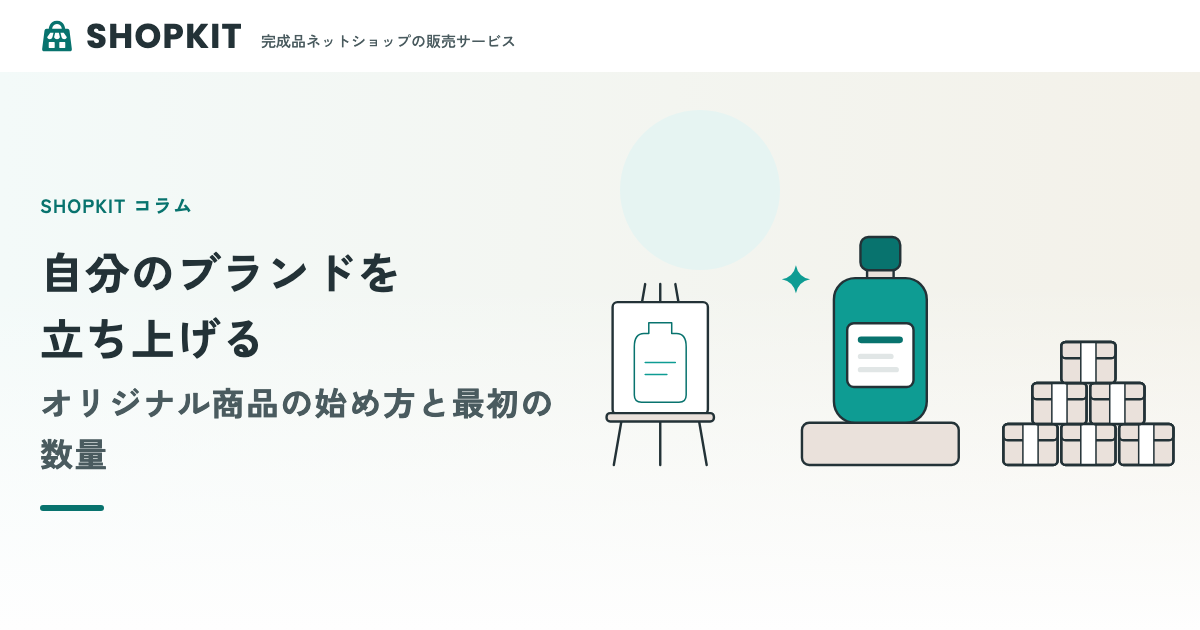 SHOPKIT 完成品ネットショップの販売サービス
SHOPKIT コラム
自分のブランドを
立ち上げる
オリジナル商品の始め方と最初の
数量